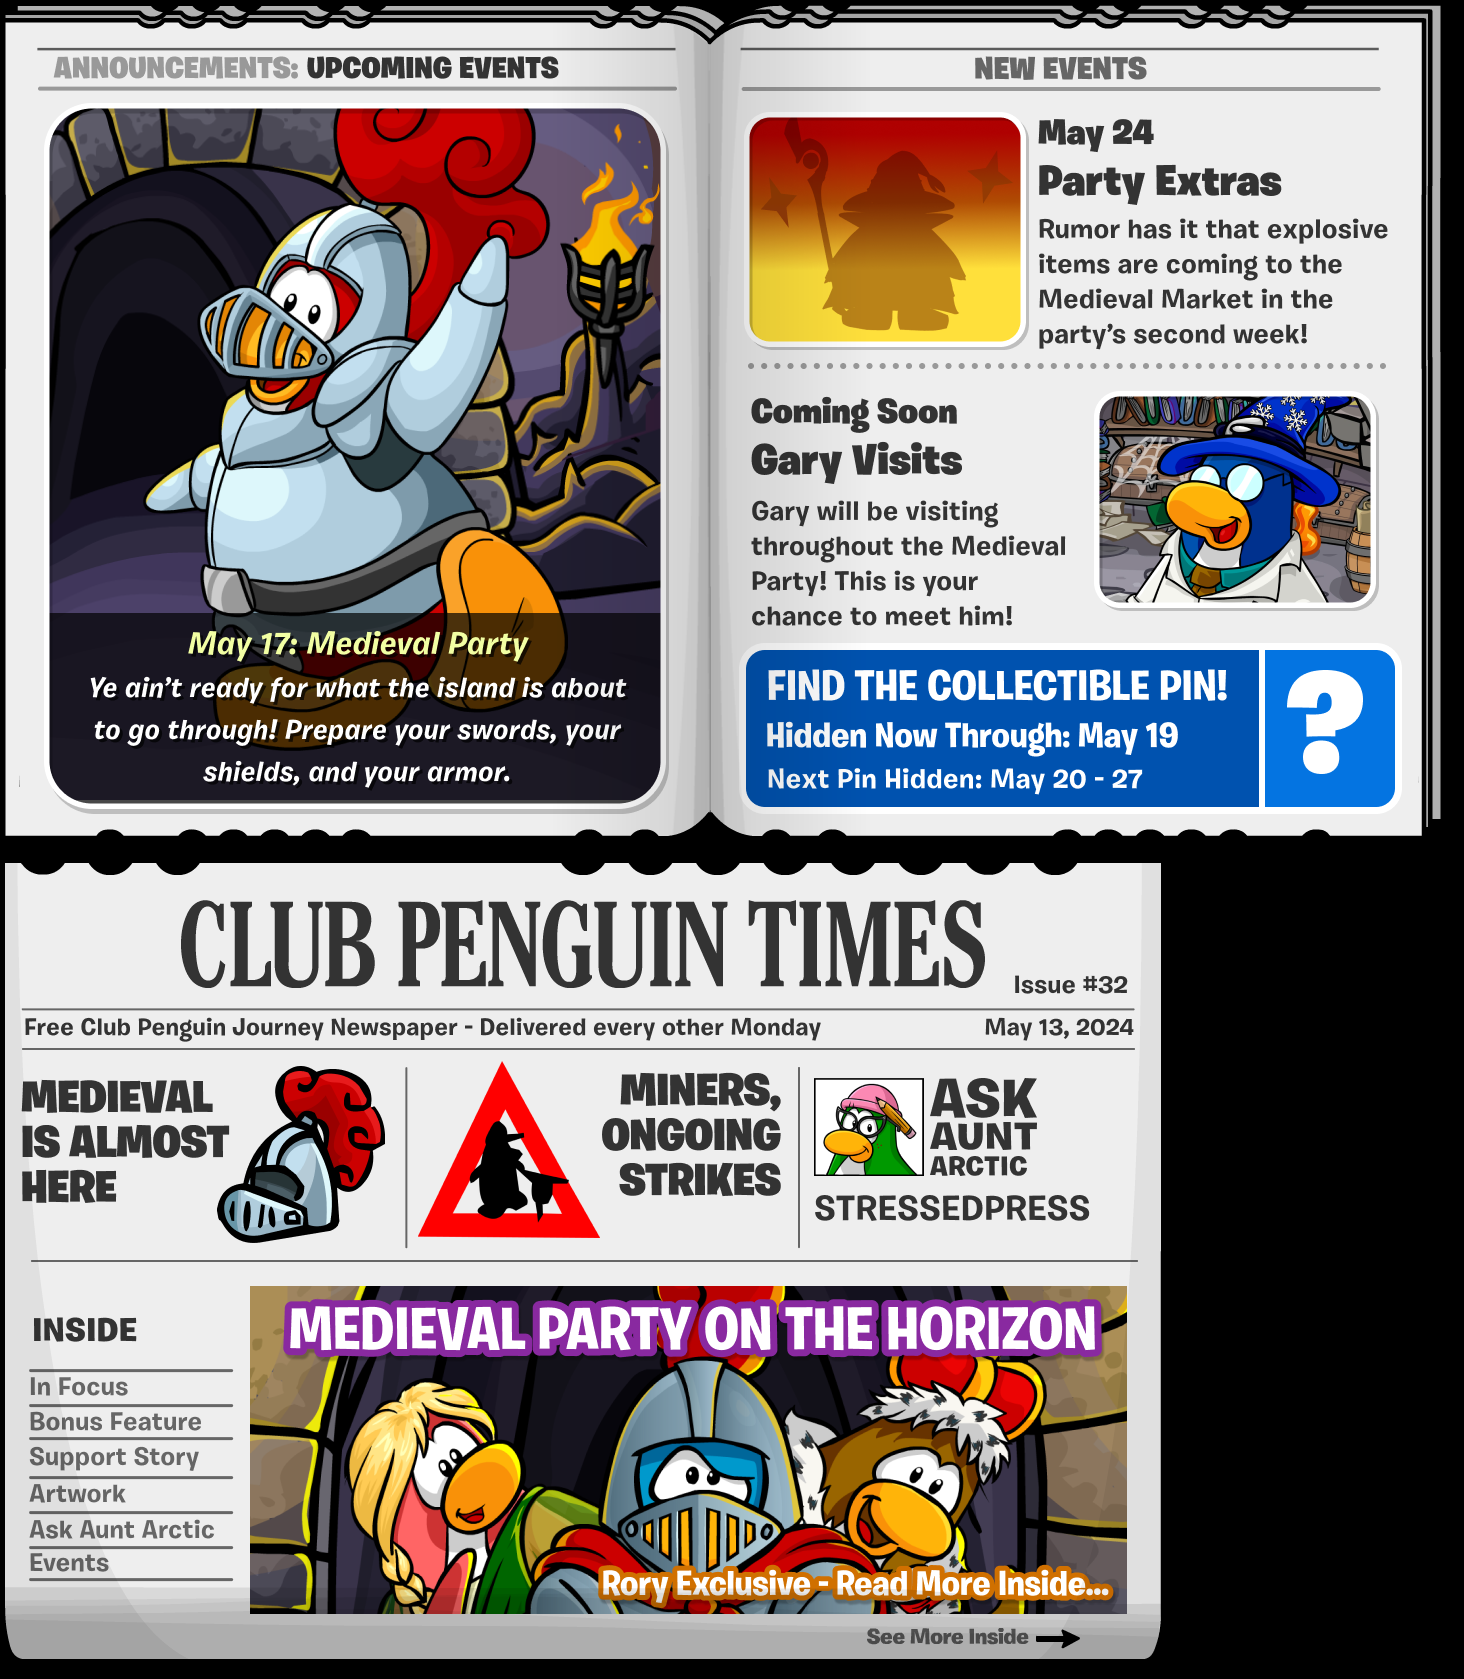 ANNOUNCEMENTS: UPCOMING EVENTS
May 17: Medieval Party
Ye ain't ready for what the island is about
to go through! Prepare your swords, your
shields, and your armor.
NEW EVENTS
May 24
Party Extras
Rumor has it that explosive
items are coming to the
Medieval Market in the
party's second week!
Coming Soon
Gary Visits
Gary will be visiting
throughout the Medieval
Party! This is your
chance to meet him!
FIND THE COLLECTIBLE PIN!
Hidden Now Through: May 19
Next Pin Hidden: May 20 - 27
?
CLUB PENGUIN TIMES
Issue #32
Free Club Penguin Journey Newspaper - Delivered every other Monday
May 13, 2024
MEDIEVAL
IS ALMOST
HERE
MINERS,
ONGOING
STRIKES
ASK
AUNT
ARCTIC
STRESSEDPRESS
INSIDE
In Focus
Bonus Feature
Support Story
Artwork
Ask Aunt Arctic
Events
MEDIEVAL PARTY ON THE HORIZON
Rory Exclusive - Read More Inside...
See More Inside